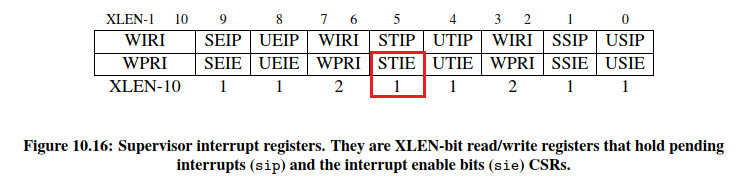 XLEN-1 10 9 8 7 6 5 4 3 2 1 0
WIRI SEIP UEIP WIRI STIP UTIP WIRI SSIP USIP
WPRI SEIE UEIE WPRI STIE UTIE WPRI SSIE USIE
XLEN-10 1 1 2 1 1 2 1 1
Figure 10.16: Supervisor interrupt registers. They are XLEN-bit read/write registers that hold pending
interrupts (sip) and the interrupt enable bits (sie) CSRs.